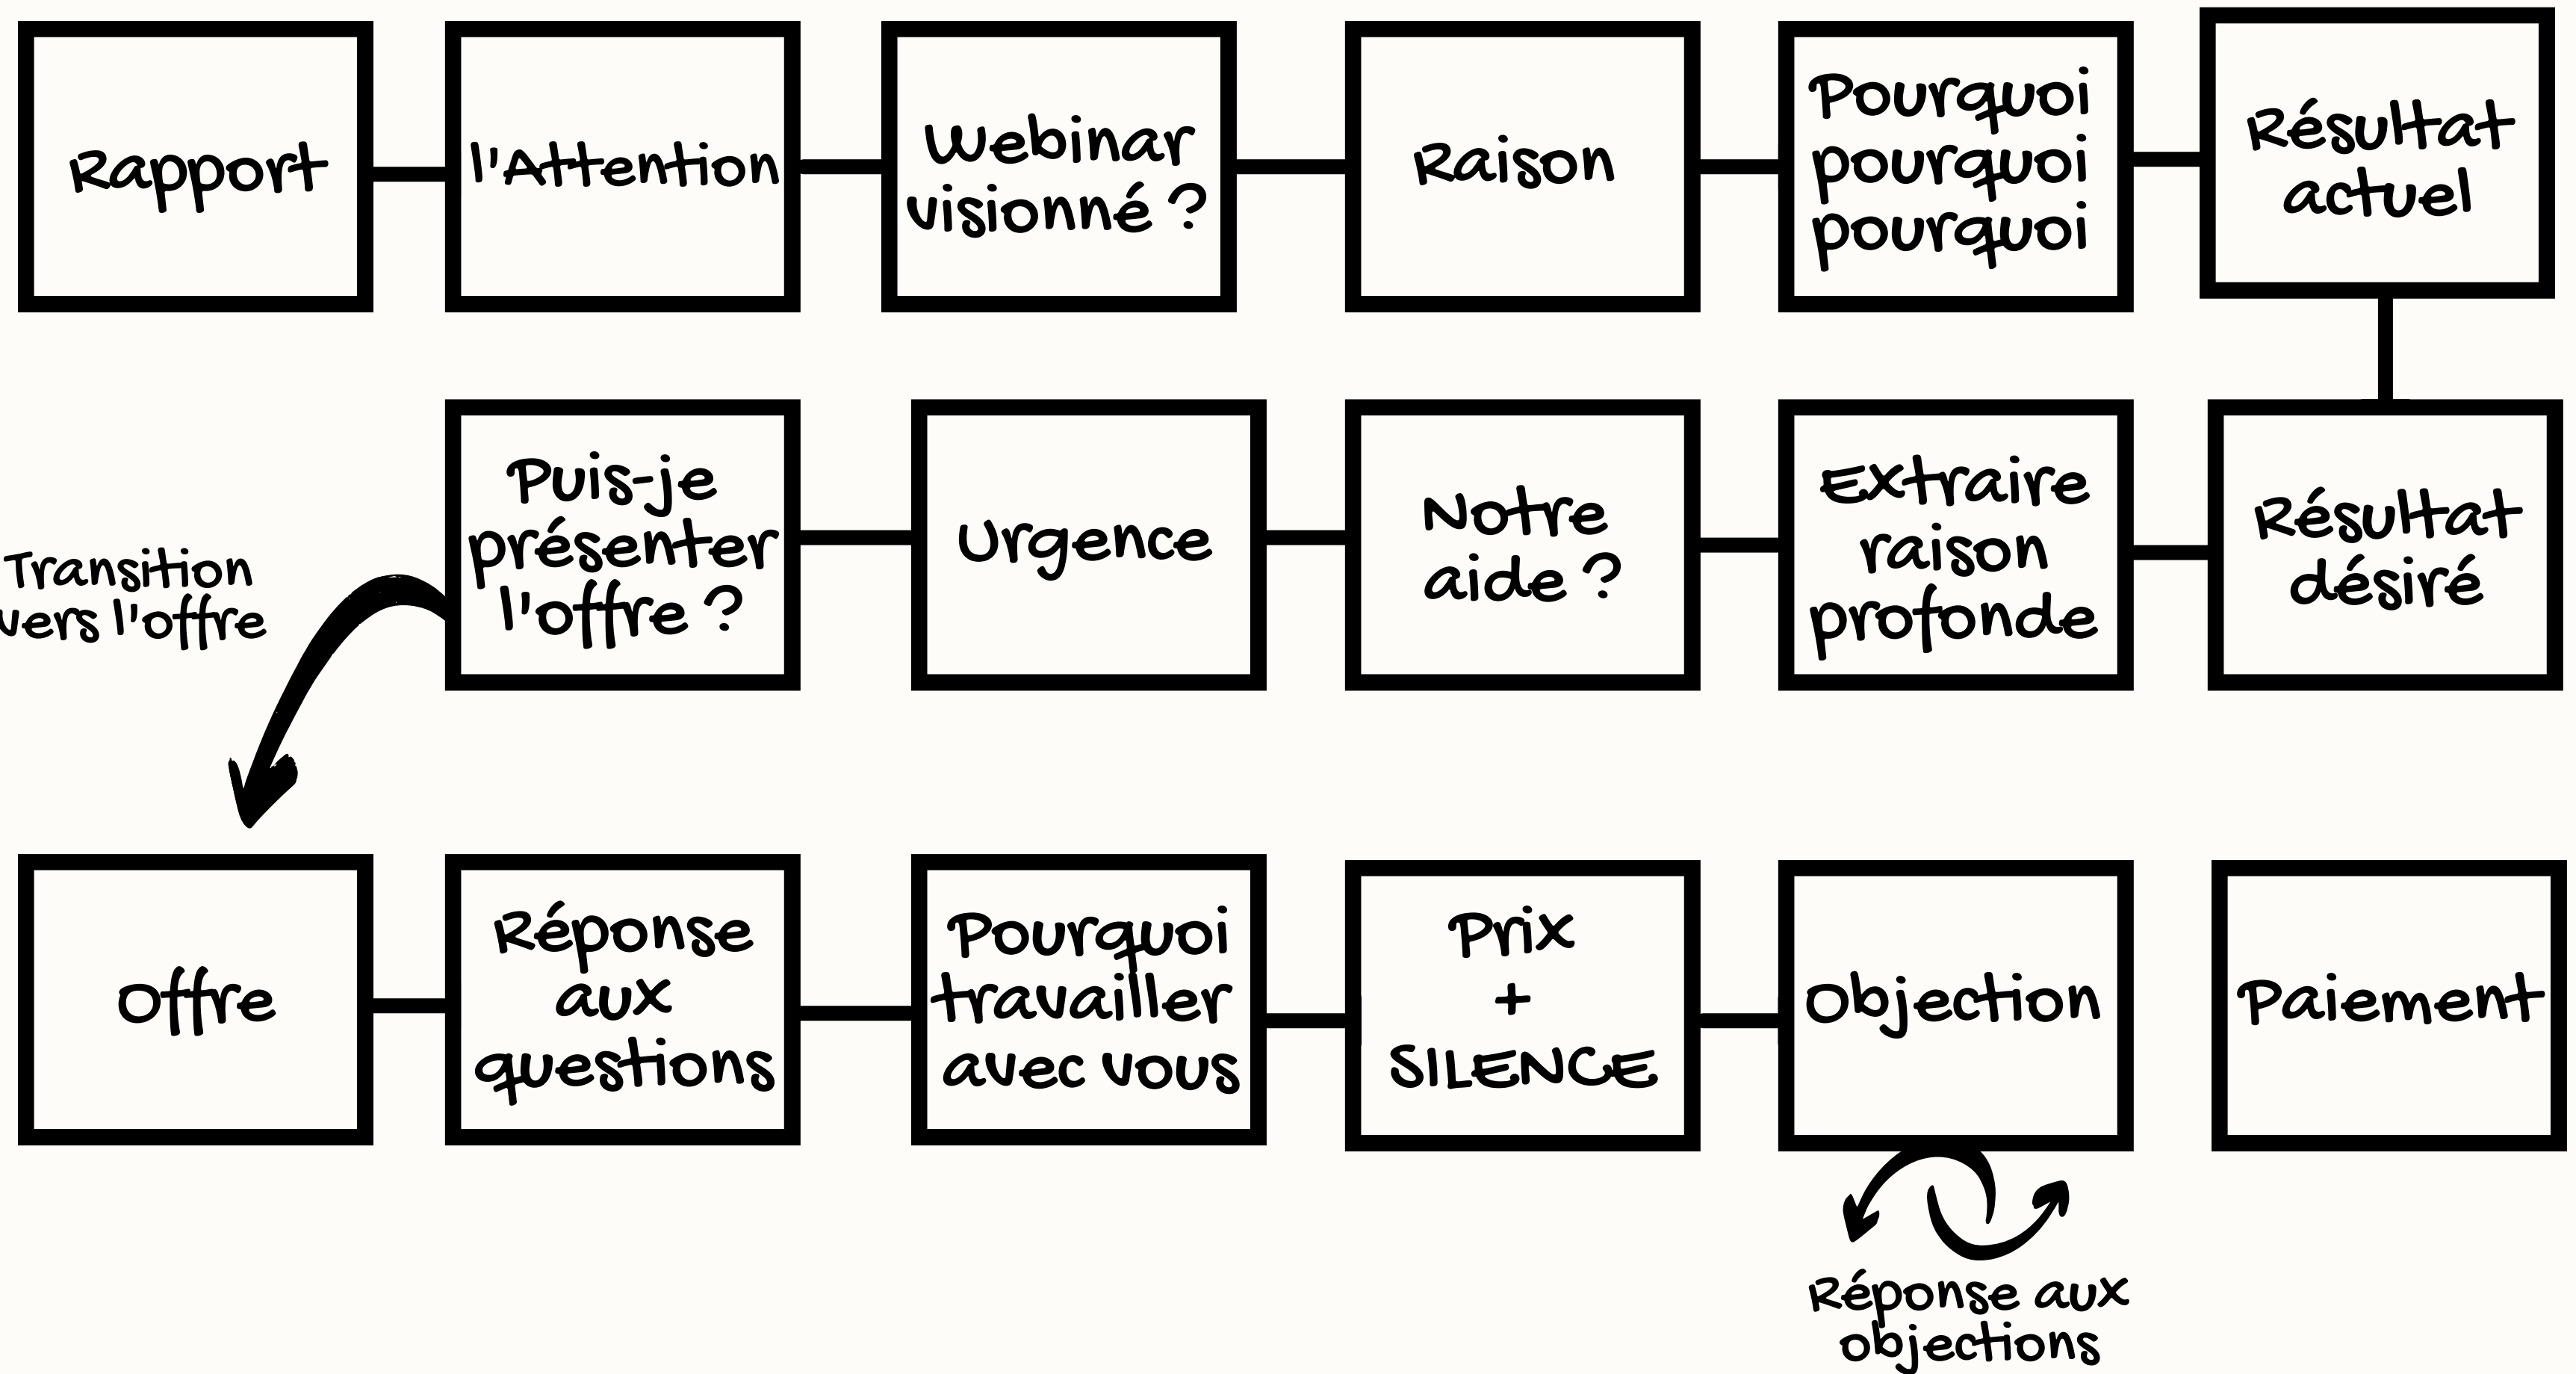 Rapport
l'Attention
Webinar
visionné ?
Raison
Pourquoi
pourquoi
pourquoi
Résultat
actuel
Résultat
désiré
Extraire
raison
profonde
Notre
aide ?
Urgence
Puis-je
présenter
l'offre ?
Transition
vers l'offre
Offre
Réponse
aux
questions
Pourquoi
travailler
avec vous
Prix
+
SILENCE
Objection
Réponse aux
objections
Paiement